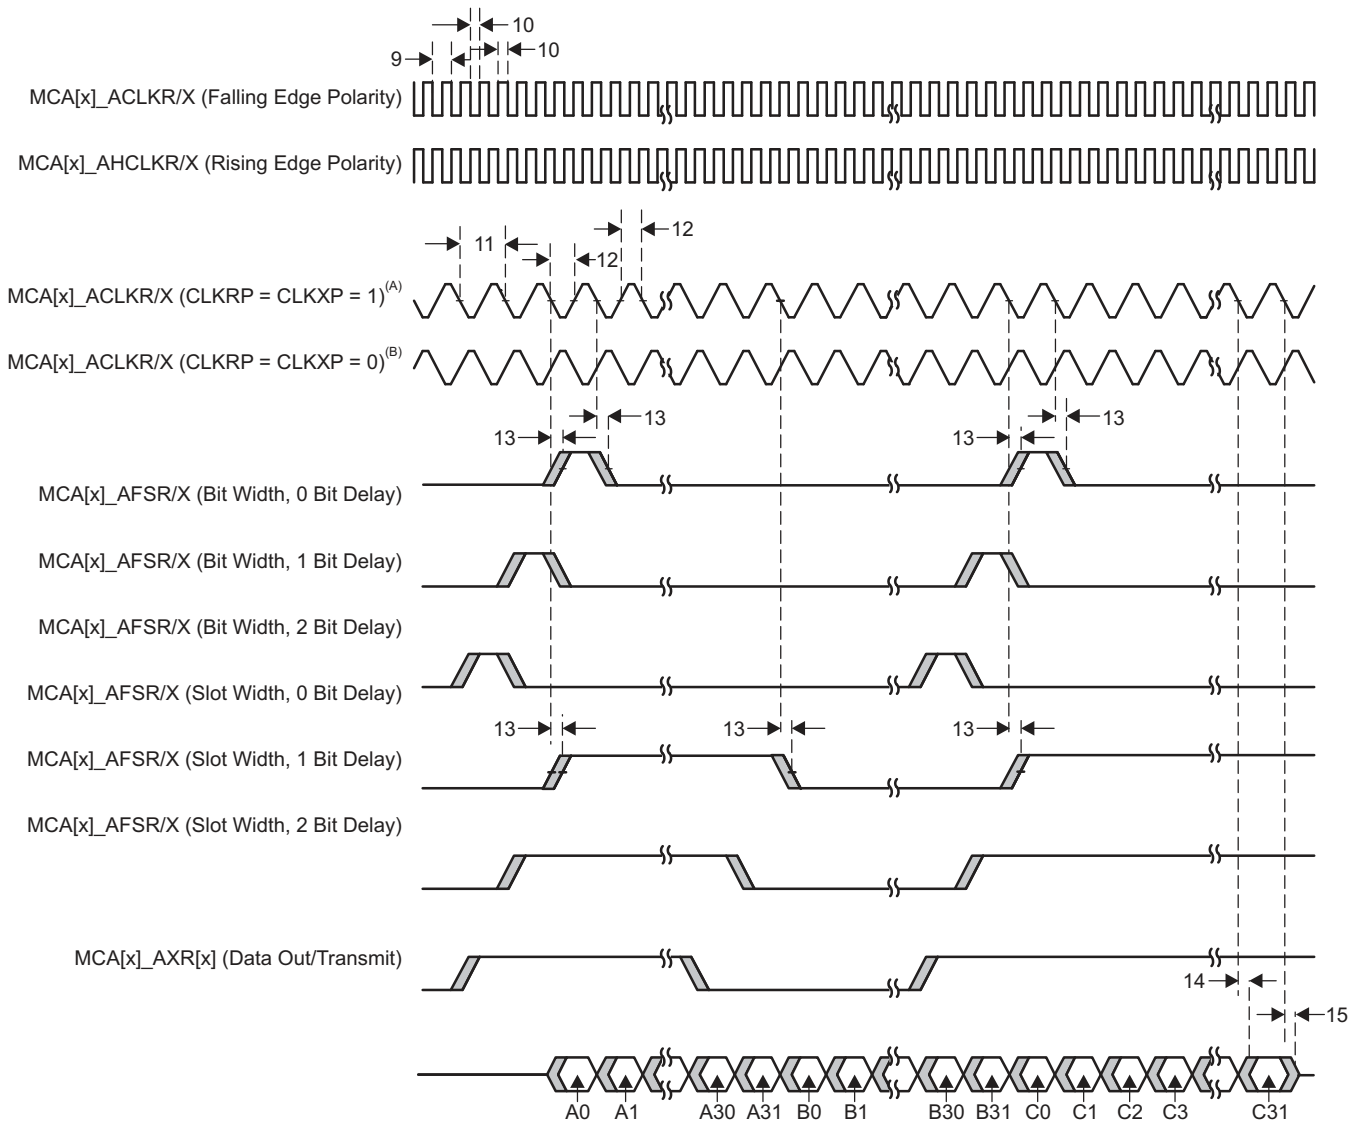 10
9
10
MCA[x]_ACLKR/X (Falling Edge Polarity)
MCA[x]_AHCLKR/X (Rising Edge Polarity)
12
11
12
MCA[x]_ACLKR/X (CLKRP = CLKXP = 1)(A)
MCA[x]_ACLKR/X (CLKRP = CLKXP = 0)(B)
13
13
13
13
MCA[x]_AFSR/X (Bit Width, 0 Bit Delay)
MCA[x]_AFSR/X (Bit Width, 1 Bit Delay)
MCA[x]_AFSR/X (Bit Width, 2 Bit Delay)
MCA[x]_AFSR/X (Slot Width, 0 Bit Delay)
13
13
13
MCA[x]_AFSR/X (Slot Width, 1 Bit Delay)
MCA[x]_AFSR/X (Slot Width, 2 Bit Delay)
MCA[x]_AXR[x] (Data Out/Transmit)
14
15
A0 A1 A30 A31 B0 B1 B30 B31 C0 C1 C2 C3 C31